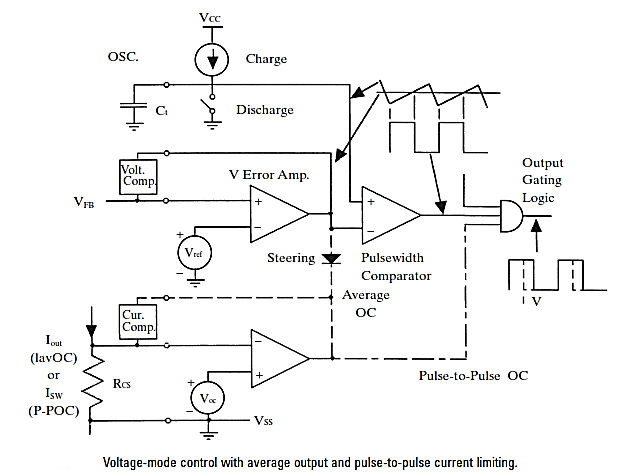 Vcc
OSC.
Charge
Ct
Discharge
Volt.
Comp.
V Error Amp.
Output
Gating
Logic
VFB
+
−
+
−
+
Vref
−
Steering
Pulsewidth
Comparator
Average
OC
V
Cur.
Comp.
Iout
(IavOC)
or
ISW
(P-POC)
RCS
−
+
+
Voc
−
VSS
Pulse-to-Pulse OC
Voltage-mode control with average output and pulse-to-pulse current limiting.